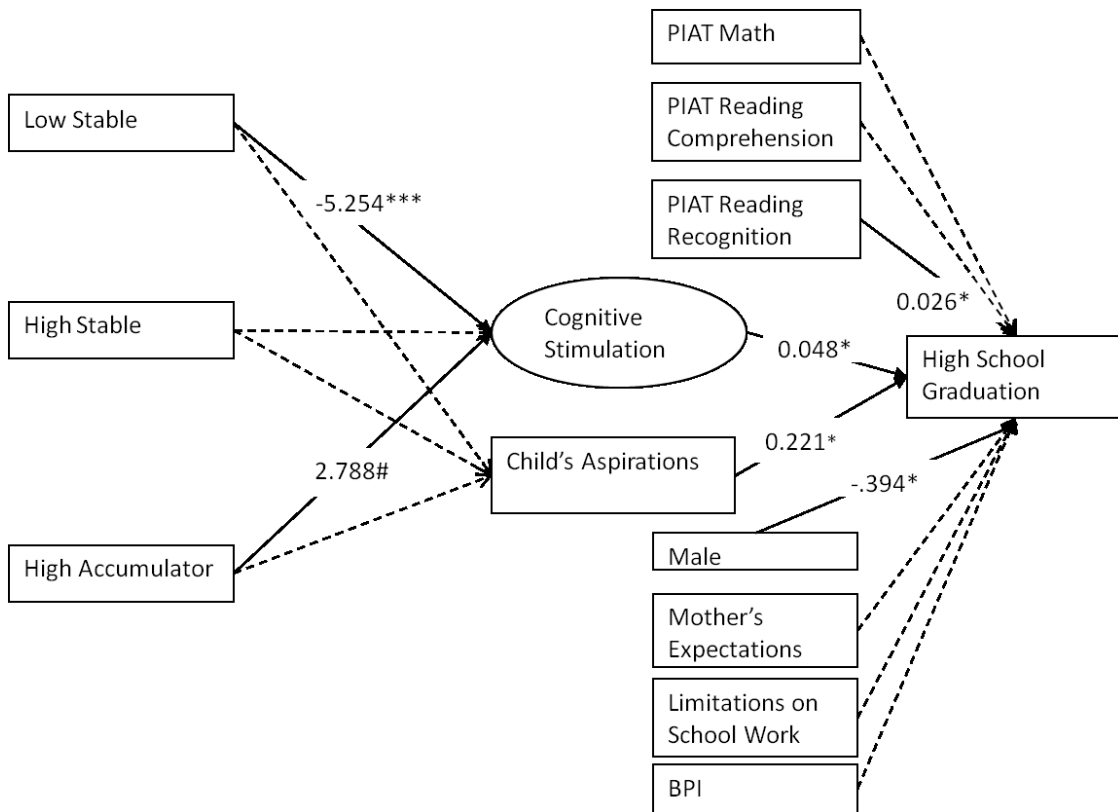 PIAT Math
PIAT Reading
Comprehension
PIAT Reading
Recognition
Low Stable
-5.254***
High Stable
Cognitive
Stimulation
0.026*
0.048*
High School
Graduation
2.788#
Child's Aspirations
0.221*
-.394*
High Accumulator
Male
Mother's
Expectations
Limitations on
School Work
BPI